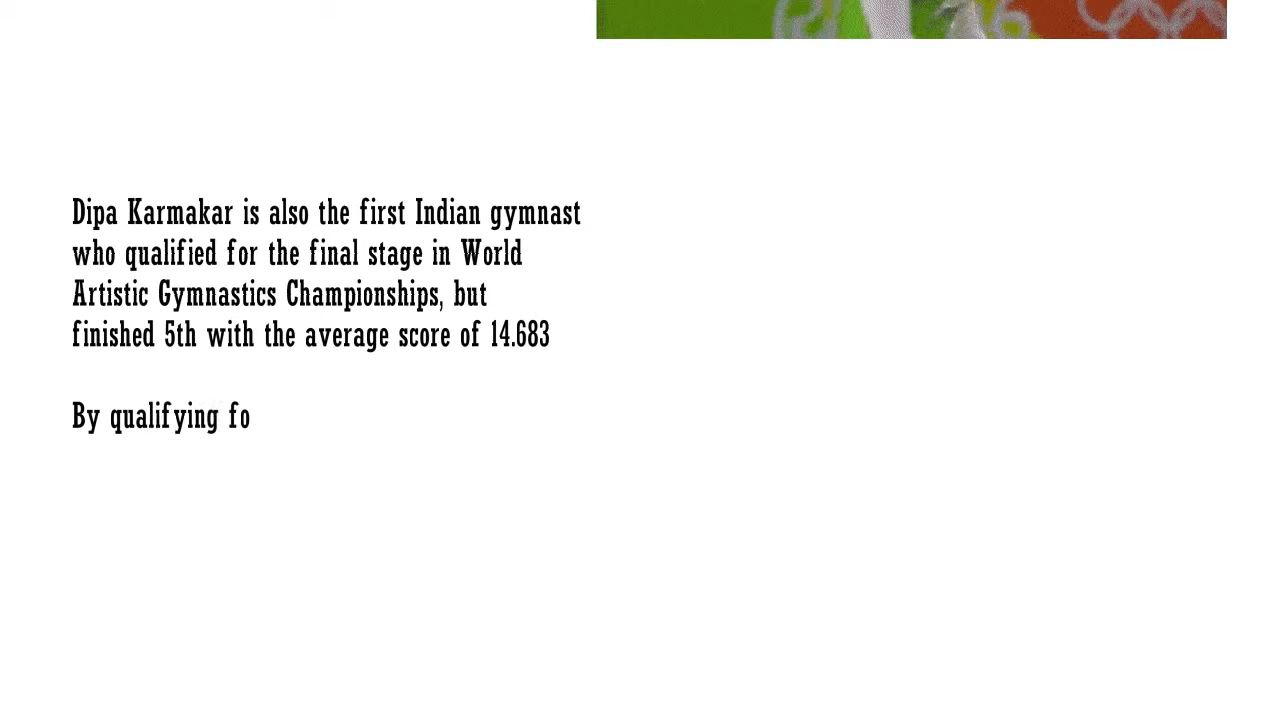 Dipa Karmakar is also the first Indian gymnast
who qualified for the final stage in World
Artistic Gymnastics Championships, but
finished 5th with the average score of 14.683
By qualifying fo